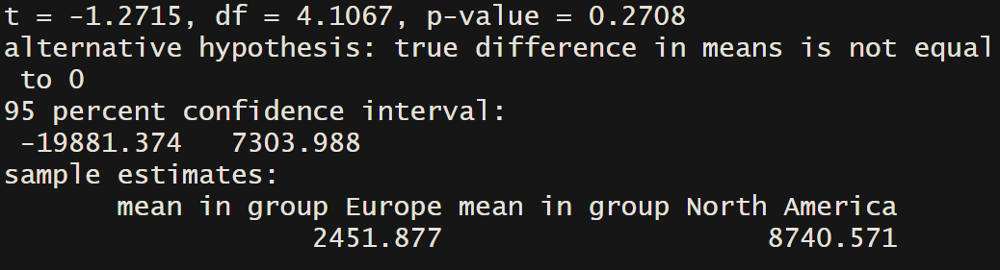 t = -1.2715, df = 4.1067, p-value = 0.2708
alternative hypothesis: true difference in means is not equal
 to 0
95 percent confidence interval:
 -19881.374   7303.988
sample estimates:
       mean in group Europe mean in group North America
                   2451.877                    8740.571